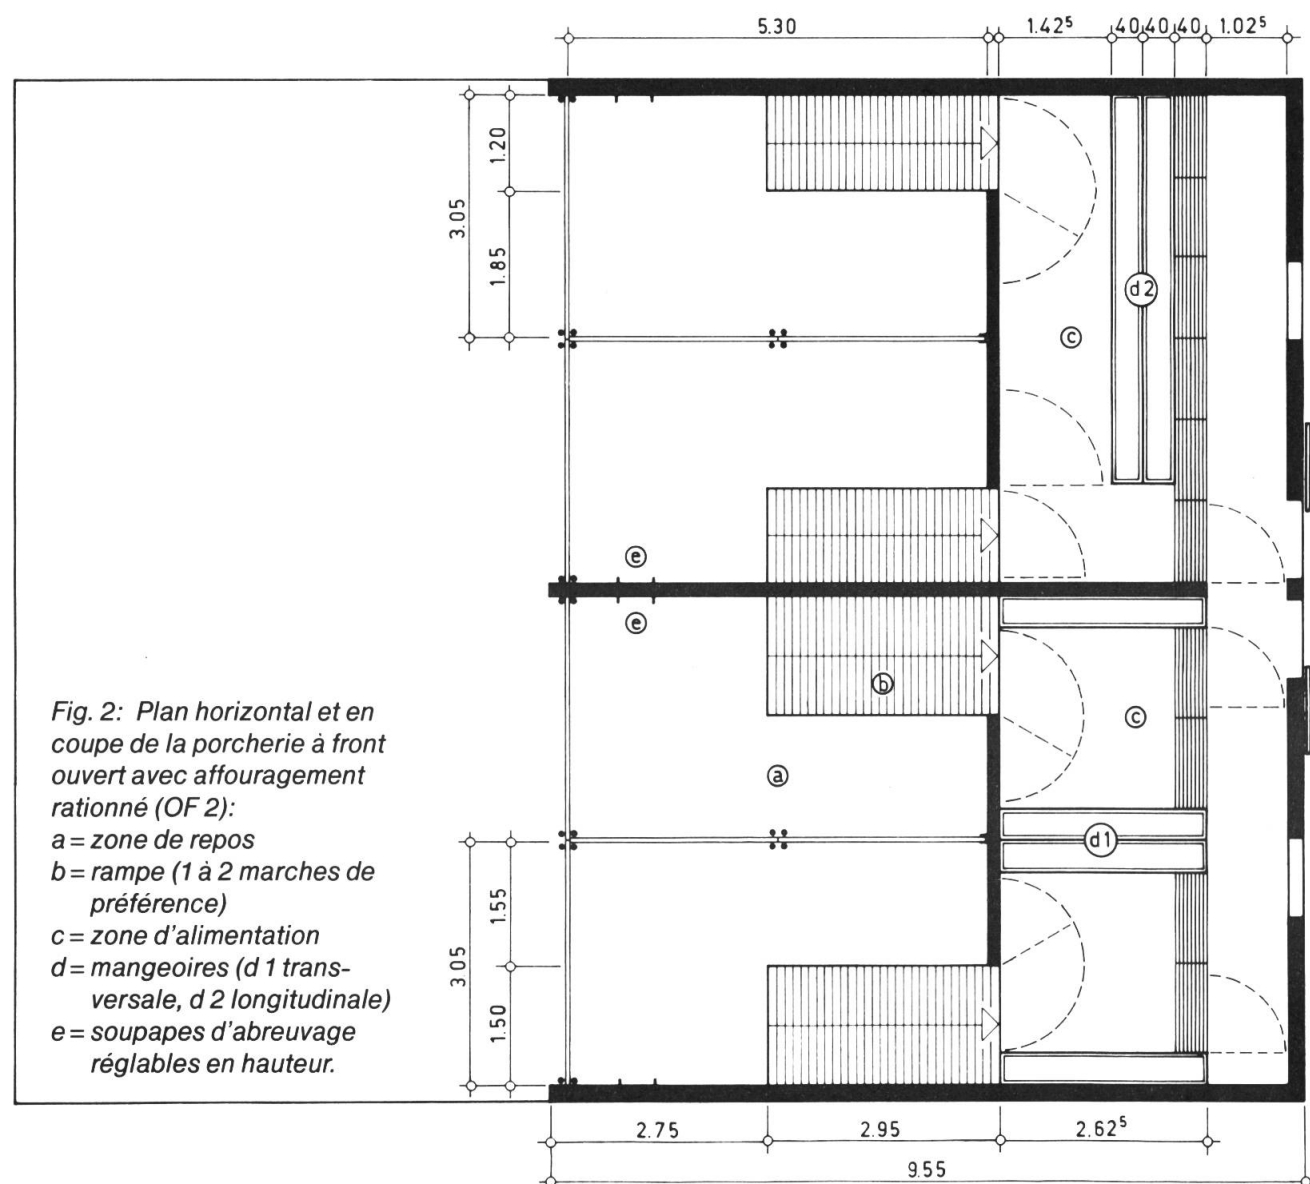 5.30
1.42⁵
40
40
40
1.02⁵
1.20
3.05
1.85
d2
c
e
e
b
c
a
d1
Fig. 2: Plan horizontal et en
coupe de la porcherie à front
ouvert avec affouragement
rationné (OF 2):
a = zone de repos
b = rampe (1 à 2 marches de
préférence)
c = zone d'alimentation
d = mangeoires (d 1 trans-
versale, d 2 longitudinale)
e = soupapes d'abreuvage
réglables en hauteur.
1.55
3.05
1.50
2.75
2.95
2.62⁵
9.55